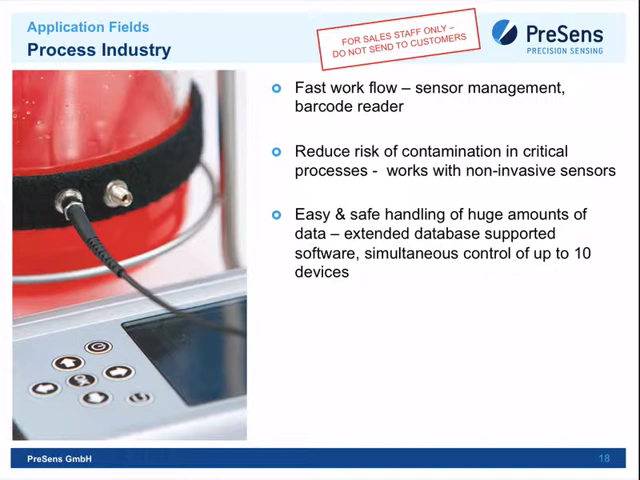 Application Fields
Process Industry
FOR SALES STAFF ONLY –
DO NOT SEND TO CUSTOMERS
PreSens
PRECISION SENSING
Fast work flow – sensor management,
barcode reader
Reduce risk of contamination in critical
processes - works with non-invasive sensors
Easy & safe handling of huge amounts of
data – extended database supported
software, simultaneous control of up to 10
devices
OK
PreSens GmbH
18